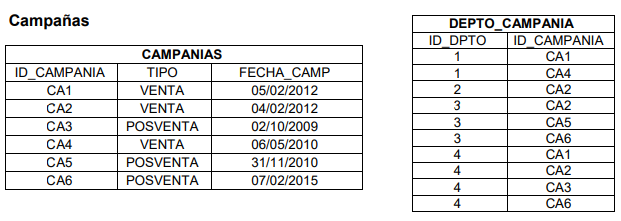 Campañas
CAMPANIAS
ID_CAMPANIA TIPO FECHA_CAMP
CA1 VENTA 05/02/2012
CA2 VENTA 04/02/2012
CA3 POSVENTA 02/10/2009
CA4 VENTA 06/05/2010
CA5 POSVENTA 31/11/2010
CA6 POSVENTA 07/02/2015
DEPTO_CAMPANIA
ID_DPTO ID_CAMPANIA
1 CA1
1 CA4
2 CA2
3 CA2
3 CA5
3 CA6
4 CA1
4 CA2
4 CA3
4 CA6